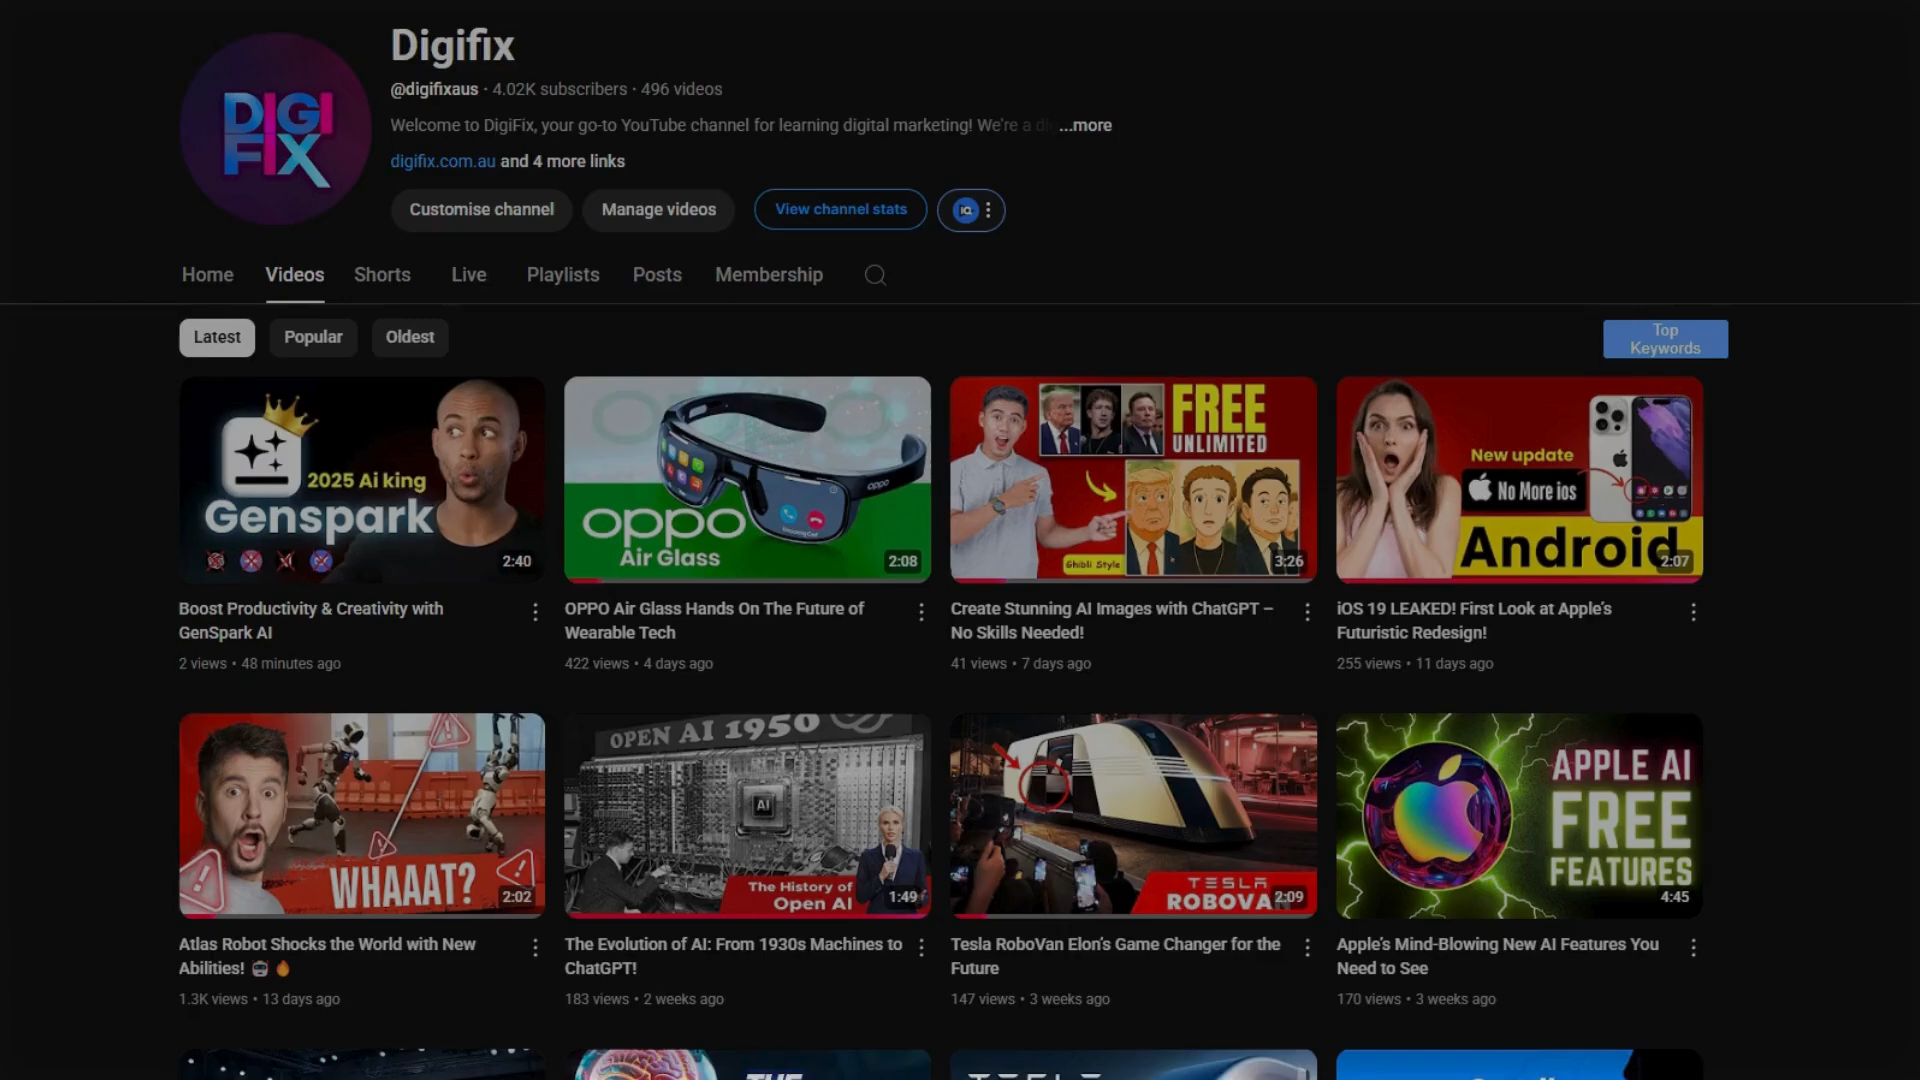 Digifix
DIGI
FIX
@digifixaus · 4.02K subscribers · 496 videos
Welcome to DigiFix, your go-to YouTube channel for learning digital marketing! We're a di ...more
digifix.com.au and 4 more links
Customise channel
Manage videos
View channel stats
IQ
Home
Videos
Shorts
Live
Playlists
Posts
Membership
Latest
Popular
Oldest
Top
Keywords
2025 Ai king
Genspark
2:40
oppo
oppo
Air Glass
2:08
FREE
UNLIMITED
Ghibli Style
3:26
New update
No More ios
Android
2:07
Boost Productivity & Creativity with
GenSpark AI
2 views • 48 minutes ago
OPPO Air Glass Hands On The Future of
Wearable Tech
422 views • 4 days ago
Create Stunning AI Images with ChatGPT –
No Skills Needed!
41 views • 7 days ago
iOS 19 LEAKED! First Look at Apple's
Futuristic Redesign!
255 views • 11 days ago
WHAAAT?
2:02
OPEN AI 1950
AI
The History of
Open AI
1:49
TESLA
ROBOVA
2:09
APPLE AI
FREE
FEATURES
4:45
Atlas Robot Shocks the World with New
Abilities! 🤖 🔥
1.3K views • 13 days ago
The Evolution of AI: From 1930s Machines to
ChatGPT!
183 views • 2 weeks ago
Tesla RoboVan Elon's Game Changer for the
Future
147 views • 3 weeks ago
Apple's Mind-Blowing New AI Features You
Need to See
170 views • 3 weeks ago
THE